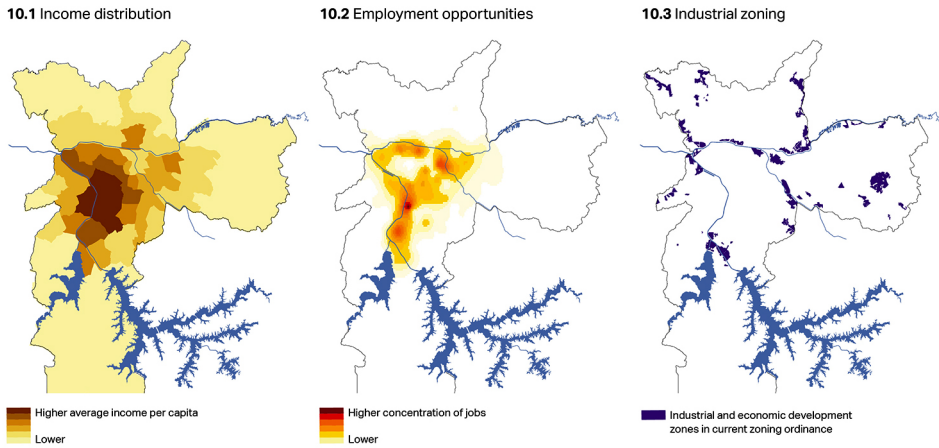 10.1 Income distribution
10.2 Employment opportunities
10.3 Industrial zoning
Higher average income per capita
Lower
Higher concentration of jobs
Lower
Industrial and economic development
zones in current zoning ordinance